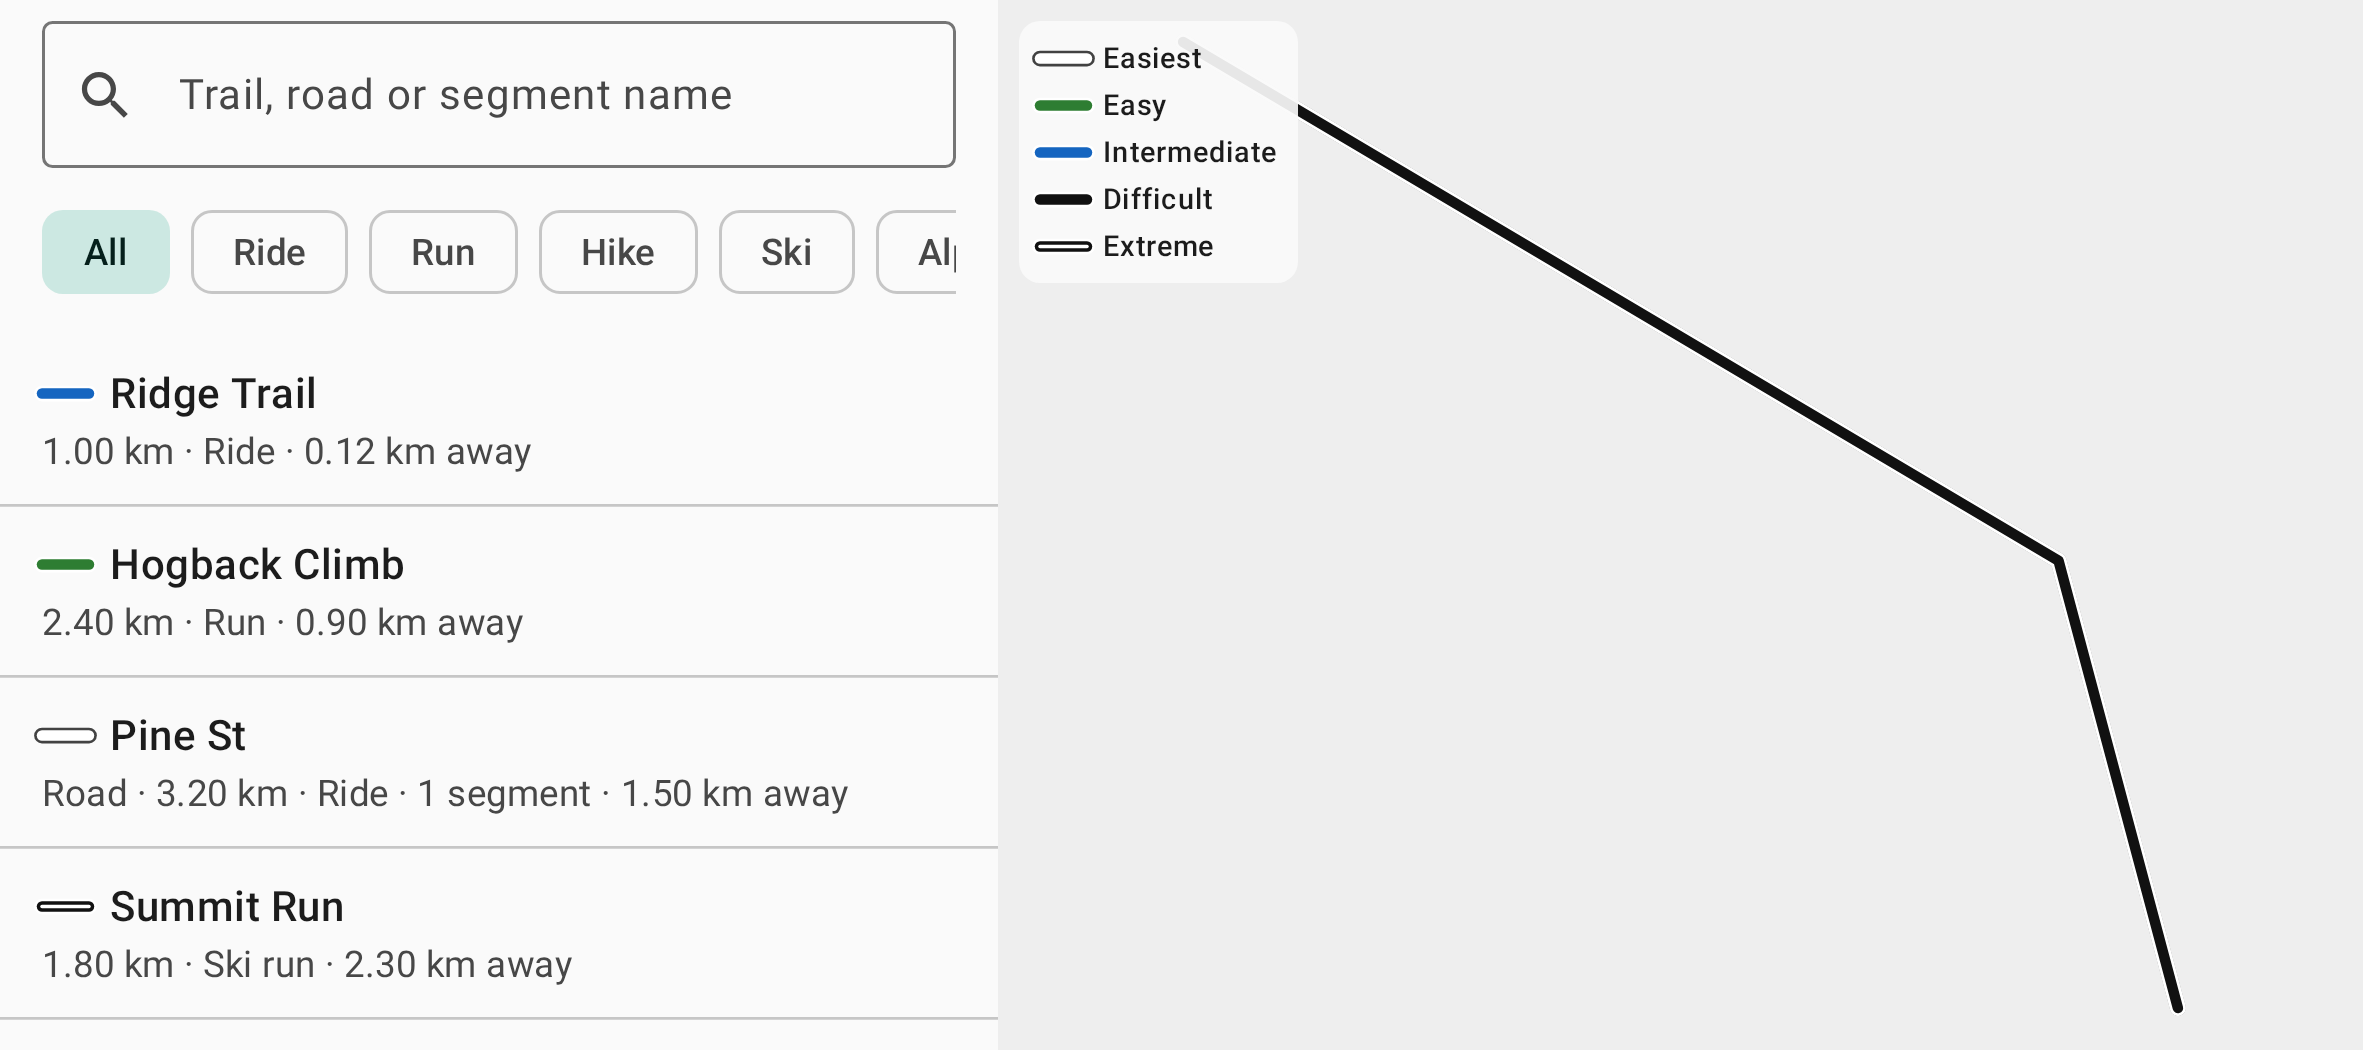 Trail, road or segment name
All
Ride
Run
Hike
Ski
Ridge Trail
1.00 km · Ride · 0.12 km away
Hogback Climb
2.40 km · Run · 0.90 km away
Pine St
Road · 3.20 km · Ride · 1 segment · 1.50 km away
Summit Run
1.80 km · Ski run · 2.30 km away
Easiest
Easy
Intermediate
Difficult
Extreme